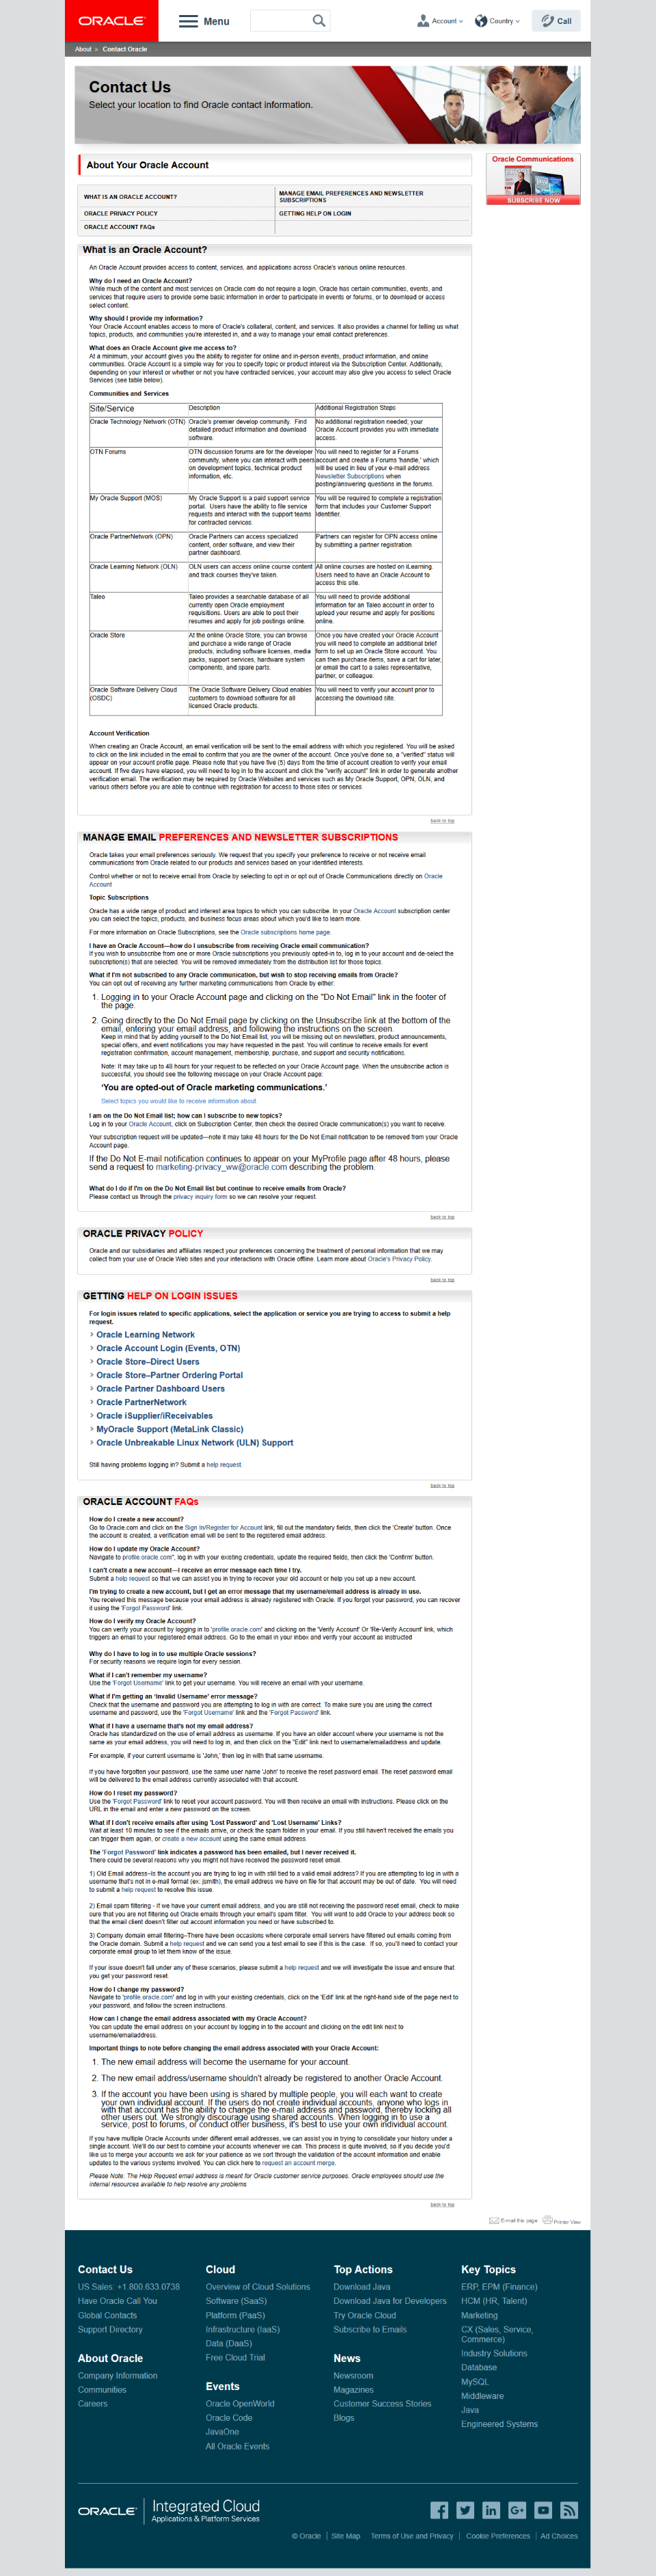 ORACLE
Menu
Account
Country
Call
About > Contact Oracle
Contact Us
Select your location to find Oracle contact information.
About Your Oracle Account
Oracle Communications
SUBSCRIBE NOW
WHAT IS AN ORACLE ACCOUNT?
MANAGE EMAIL PREFERENCES AND NEWSLETTER
SUBSCRIPTIONS
ORACLE PRIVACY POLICY
GETTING HELP ON LOGIN
ORACLE ACCOUNT FAQs
What is an Oracle Account?
An Oracle Account provides access to content, services, and applications across Oracle's various online resources.
Why do I need an Oracle Account?
While much of the content and most services on Oracle.com do not require a login, Oracle has certain communities, events, and
services that require users to provide some basic information in order to participate in events or forums, or to download or access
select content.
Why should I provide my information?
Your Oracle Account enables access to more of Oracle's collateral, content, and services. It also provides a channel for telling us what
topics, products, and communities you're interested in, and a way to manage your email contact preferences.
What does an Oracle Account give me access to?
At a minimum, your account gives you the ability to register for online and in-person events, product information, and online
communities. Oracle Account is a simple way for you to specify topic or product interest via the Subscription Center. Additionally,
depending on your interest or whether or not you have contracted services, your account may also give you access to select Oracle
Services (see table below).
Communities and Services
Site/Service
Description
Additional Registration Steps
Oracle Technology Network (OTN)
Oracle's premier develop community. Find
detailed product information and download
software.
No additional registration needed; your
Oracle Account provides you with immediate
access.
OTN Forums
OTN discussion forums are for the developer
community, where you can interact with peers
on development topics, technical product
information, etc.
You will need to register for a Forums
account and create a Forums 'handle,' which
will be used in lieu of your e-mail address
Newsletter Subscriptions when
posting/answering questions in the forums.
My Oracle Support (MOS)
My Oracle Support is a paid support service
portal. Users have the ability to file service
requests and interact with the support teams
for contracted services.
You will be required to complete a registration
form that includes your Customer Support
Identifier.
Oracle PartnerNetwork (OPN)
Oracle Partners can access specialized
content, order software, and view their
partner dashboard.
Partners can register for OPN access online
by submitting a partner registration.
Oracle Learning Network (OLN)
OLN users can access online course content
and track courses they've taken.
All online courses are hosted on iLearning.
Users need to have an Oracle Account to
access this site.
Taleo
Taleo provides a searchable database of all
currently open Oracle employment
requisitions. Users are able to post their
resumes and apply for job postings online.
You will need to provide additional
information for an Taleo account in order to
upload your resume and apply for positions
online.
Oracle Store
At the online Oracle Store, you can browse
and purchase a wide range of Oracle
products, including software licenses, media
packs, support services, hardware system
components, and spare parts.
Once you have created your Oracle Account
you will need to complete an additional brief
form to set up an Oracle Store account. You
can then purchase items, save a cart for later,
or email the cart to a sales representative,
partner, or colleague.
Oracle Software Delivery Cloud
(OSDC)
The Oracle Software Delivery Cloud enables
customers to download software for all
licensed Oracle products.
You will need to verify your account prior to
accessing the download site.
Account Verification
When creating an Oracle Account, an email verification will be sent to the email address with which you registered. You will be asked
to click on the link included in the email to confirm that you are the owner of the account. Once you've done so, a "verified" status will
appear on your account profile page. Please note that you have five (5) days from the time of account creation to verify your email
account. If five days have elapsed, you will need to log in to the account and click the "verify account" link in order to generate another
verification email. The verification may be required by Oracle Websites and services such as My Oracle Support, OPN, OLN, and
various others before you are able to continue with registration for access to those sites or services.
back to top
MANAGE EMAIL PREFERENCES AND NEWSLETTER SUBSCRIPTIONS
Oracle takes your email preferences seriously. We request that you specify your preference to receive or not receive email
communications from Oracle related to our products and services based on your identified interests.
Control whether or not to receive email from Oracle by selecting to opt in or opt out of Oracle Communications directly on Oracle
Account
Topic Subscriptions
Oracle has a wide range of product and interest area topics to which you can subscribe. In your Oracle Account subscription center
you can select the topics, products, and business focus areas about which you'd like to learn more.
For more information on Oracle Subscriptions, see the Oracle subscriptions home page.
I have an Oracle Account—how do I unsubscribe from receiving Oracle email communication?
If you wish to unsubscribe from one or more Oracle subscriptions you previously opted-in to, log in to your account and de-select the
subscription(s) that are selected. You will be removed immediately from the distribution list for those topics.
What if I'm not subscribed to any Oracle communication, but wish to stop receiving emails from Oracle?
You can opt out of receiving any further marketing communications from Oracle by either:
1. Logging in to your Oracle Account page and clicking on the "Do Not Email" link in the footer of
the page.
2. Going directly to the Do Not Email page by clicking on the Unsubscribe link at the bottom of the
email, entering your email address, and following the instructions on the screen.
Keep in mind that by adding yourself to the Do Not Email list, you will be missing out on newsletters, product announcements,
special offers, and event notifications you may have requested in the past. You will continue to receive emails for event
registration confirmation, account management, membership, purchase, and support and security notifications.
Note: It may take up to 48 hours for your request to be reflected on your Oracle Account page. When the unsubscribe action is
successful, you should see the following message on your Oracle Account page:
'You are opted-out of Oracle marketing communications.'
Select topics you would like to receive information about.
I am on the Do Not Email list; how can I subscribe to new topics?
Log in to your Oracle Account, click on Subscription Center, then check the desired Oracle communication(s) you want to receive.
Your subscription request will be updated—note it may take 48 hours for the Do Not Email notification to be removed from your Oracle
Account page.
If the Do Not E-mail notification continues to appear on your MyProfile page after 48 hours, please
send a request to marketing-privacy_ww@oracle.com describing the problem.
What do I do if I'm on the Do Not Email list but continue to receive emails from Oracle?
Please contact us through the privacy inquiry form so we can resolve your request.
back to top
ORACLE PRIVACY POLICY
Oracle and our subsidiaries and affiliates respect your preferences concerning the treatment of personal information that we may
collect from your use of Oracle Web sites and your interactions with Oracle offline. Learn more about Oracle's Privacy Policy.
back to top
GETTING HELP ON LOGIN ISSUES
For login issues related to specific applications, select the application or service you are trying to access to submit a help
request.
Oracle Learning Network
Oracle Account Login (Events, OTN)
Oracle Store–Direct Users
Oracle Store–Partner Ordering Portal
Oracle Partner Dashboard Users
Oracle PartnerNetwork
Oracle iSupplier/iReceivables
MyOracle Support (MetaLink Classic)
Oracle Unbreakable Linux Network (ULN) Support
Still having problems logging in? Submit a help request.
back to top
ORACLE ACCOUNT FAQs
How do I create a new account?
Go to Oracle.com and click on the Sign In/Register for Account link, fill out the mandatory fields, then click the 'Create' button. Once
the account is created, a verification email will be sent to the registered email address.
How do I update my Oracle Account?
Navigate to profile.oracle.com", log in with your existing credentials, update the required fields, then click the 'Confirm' button.
I can't create a new account—I receive an error message each time I try.
Submit a help request so that we can assist you in trying to recover your old account or help you set up a new account.
I'm trying to create a new account, but I get an error message that my username/email address is already in use.
You received this message because your email address is already registered with Oracle. If you forgot your password, you can recover
it using the 'Forgot Password' link.
How do I verify my Oracle Account?
You can verify your account by logging in to 'profile.oracle.com' and clicking on the 'Verify Account' Or 'Re-Verify Account' link, which
triggers an email to your registered email address. Go to the email in your inbox and verify your account as instructed
Why do I have to log in to use multiple Oracle sessions?
For security reasons we require login for every session.
What if I can't remember my username?
Use the 'Forgot Username' link to get your username. You will receive an email with your username.
What if I'm getting an 'Invalid Username' error message?
Check that the username and password you are attempting to log in with are correct. To make sure you are using the correct
username and password, use the 'Forgot Username' link and the 'Forgot Password' link.
What if I have a username that's not my email address?
Oracle has standardized on the use of email address as username. If you have an older account where your username is not the
same as your email address, you will need to log in, and then click on the "Edit" link next to username/emailaddress and update.
For example, if your current username is 'John,' then log in with that same username.
If you have forgotten your password, use the same user name 'John' to receive the reset password email. The reset password email
will be delivered to the email address currently associated with that account.
How do I reset my password?
Use the 'Forgot Password' link to reset your account password. You will then receive an email with instructions. Please click on the
URL in the email and enter a new password on the screen.
What if I don't receive emails after using 'Lost Password' and 'Lost Username' Links?
Wait at least 10 minutes to see if the emails arrive, or check the spam folder in your email. If you still haven't received the emails you
can trigger them again, or create a new account using the same email address.
The 'Forgot Password' link indicates a password has been emailed, but I never received it.
There could be several reasons why you might not have received the password reset email.
1) Old Email address–Is the account you are trying to log in with still tied to a valid email address? If you are attempting to log in with a
username that's not in e-mail format (ex: jsmith), the email address we have on file for that account may be out of date. You will need
to submit a help request to resolve this issue.
2) Email spam filtering - If we have your current email address, and you are still not receiving the password reset email, check to make
sure that you are not filtering out Oracle emails through your email's spam filter. You will want to add Oracle to your address book so
that the email client doesn't filter out account information you need or have subscribed to.
3) Company domain email filtering–There have been occasions where corporate email servers have filtered out emails coming from
the Oracle domain. Submit a help request and we can send you a test email to see if this is the case. If so, you'll need to contact your
corporate email group to let them know of the issue.
If your issue doesn't fall under any of these scenarios, please submit a help request and we will investigate the issue and ensure that
you get your password reset.
How do I change my password?
Navigate to 'profile.oracle.com' and log in with your existing credentials, click on the 'Edit' link at the right-hand side of the page next to
your password, and follow the screen instructions.
How can I change the email address associated with my Oracle Account?
You can update the email address on your account by logging in to the account and clicking on the edit link next to
username/emailaddress.
Important things to note before changing the email address associated with your Oracle Account:
1. The new email address will become the username for your account.
2. The new email address/username shouldn't already be registered to another Oracle Account.
3. If the account you have been using is shared by multiple people, you will each want to create
your own individual account. If the users do not create individual accounts, anyone who logs in
with that account has the ability to change the e-mail address and password, thereby locking all
other users out. We strongly discourage using shared accounts. When logging in to use a
service, post to forums, or conduct other business, it's best to use your own individual account.
If you have multiple Oracle Accounts under different email addresses, we can assist you in trying to consolidate your history under a
single account. We'll do our best to combine your accounts whenever we can. This process is quite involved, so if you decide you'd
like us to merge your accounts we ask for your patience as we sort through the validation of the account information and enable
updates to the various systems involved. You can click here to request an account merge.
Please Note: The Help Request email address is meant for Oracle customer service purposes. Oracle employees should use the
internal resources available to help resolve any problems
back to top
E-mail this page
Printer View
Contact Us
US Sales: +1.800.633.0738
Have Oracle Call You
Global Contacts
Support Directory
About Oracle
Company Information
Communities
Careers
Cloud
Overview of Cloud Solutions
Software (SaaS)
Platform (PaaS)
Infrastructure (IaaS)
Data (DaaS)
Free Cloud Trial
Events
Oracle OpenWorld
Oracle Code
JavaOne
All Oracle Events
Top Actions
Download Java
Download Java for Developers
Try Oracle Cloud
Subscribe to Emails
News
Newsroom
Magazines
Customer Success Stories
Blogs
Key Topics
ERP, EPM (Finance)
HCM (HR, Talent)
Marketing
CX (Sales, Service,
Commerce)
Industry Solutions
Database
MySQL
Middleware
Java
Engineered Systems
ORACLE
Integrated Cloud
Applications & Platform Services
© Oracle
Site Map
Terms of Use and Privacy
Cookie Preferences
Ad Choices